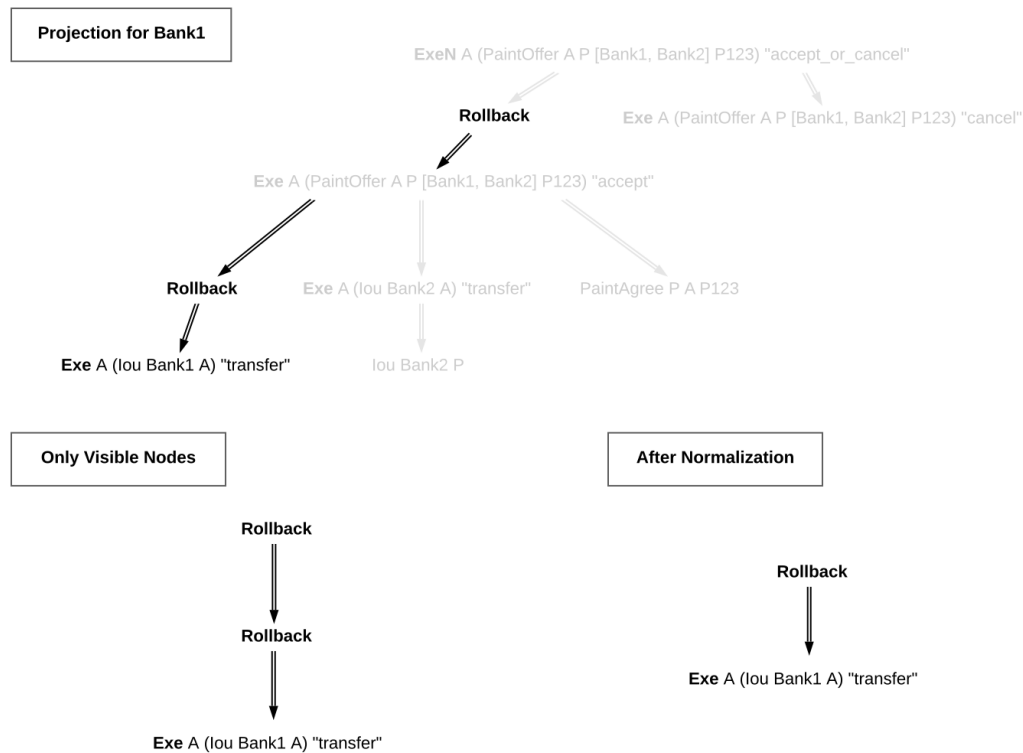 Projection for Bank1
ExeN A (PaintOffer A P [Bank1, Bank2] P123) "accept_or_cancel"
Rollback
Exe A (PaintOffer A P [Bank1, Bank2] P123) "cancel"
Exe A (PaintOffer A P [Bank1, Bank2] P123) "accept"
Rollback
Exe A (Iou Bank2 A) "transfer"
PaintAgree P A P123
Exe A (Iou Bank1 A) "transfer"
Iou Bank2 P
Only Visible Nodes
Rollback
Rollback
Exe A (Iou Bank1 A) "transfer"
After Normalization
Rollback
Exe A (Iou Bank1 A) "transfer"